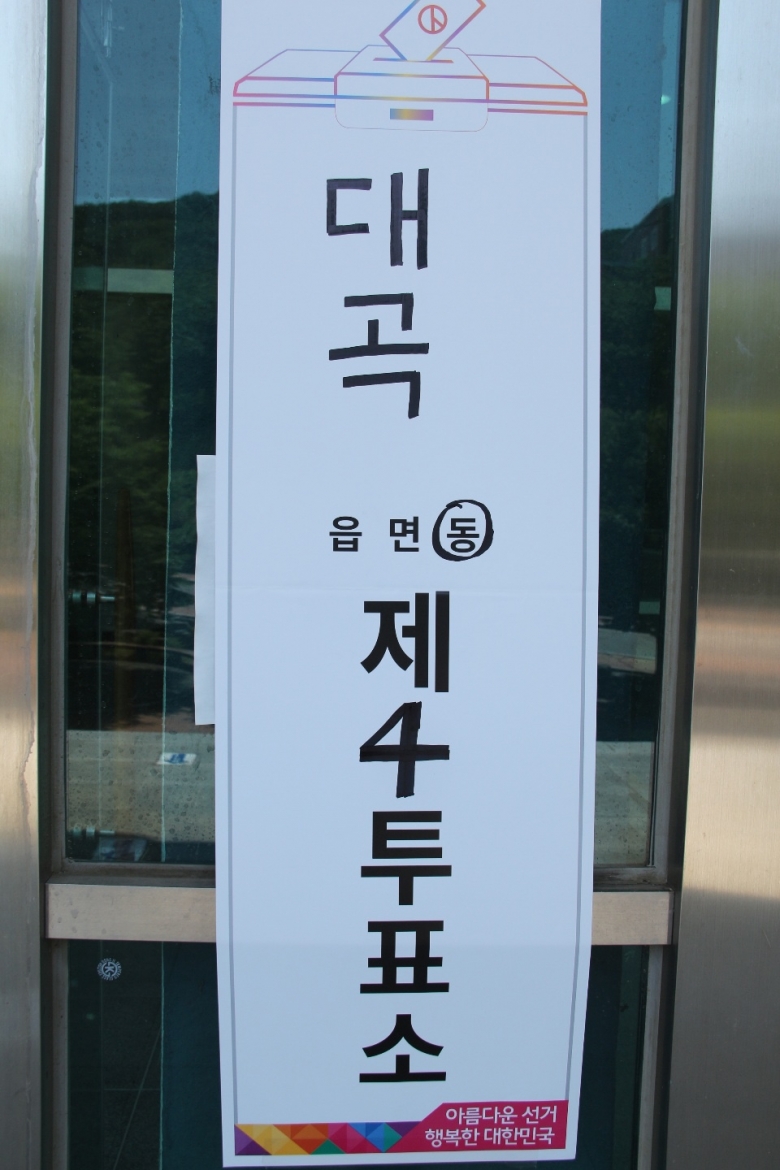 대곡
읍 면 동
제4투표소
아름다운 선거
행복한 대한민국